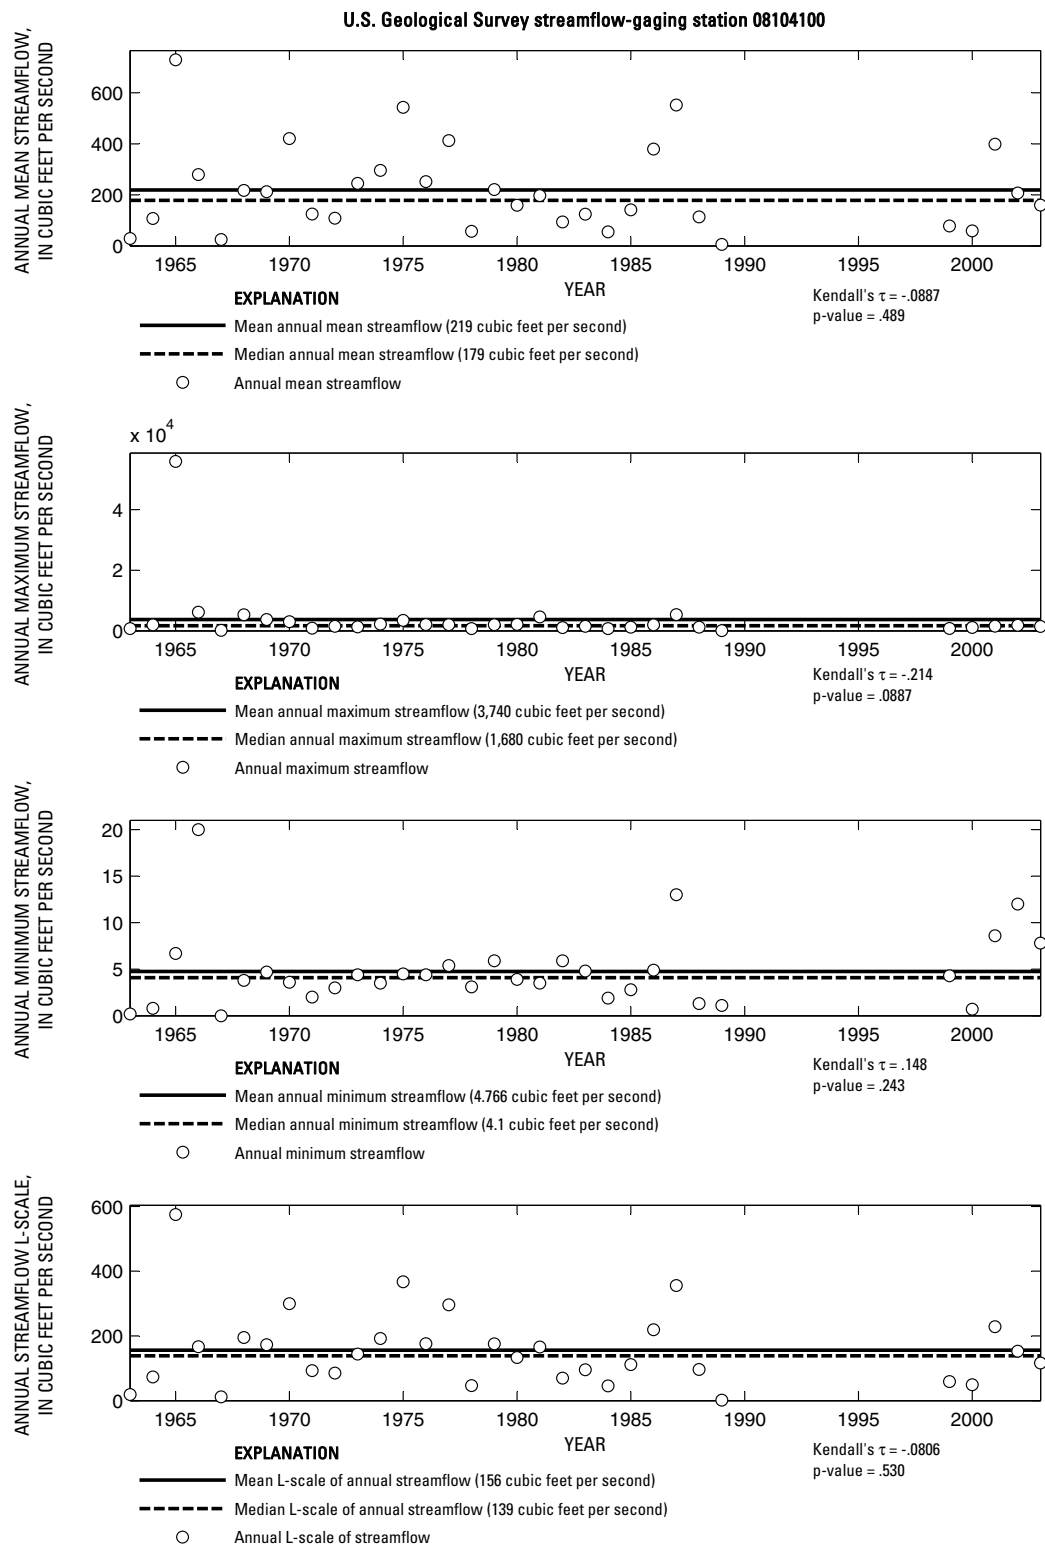 U.S. Geological Survey streamflow-gaging station 08104100
ANNUAL MEAN STREAMFLOW,
IN CUBIC FEET PER SECOND
600
400
200
0
1965 1970 1975 1980 1985 1990 1995 2000
YEAR
EXPLANATION
Mean annual mean streamflow (219 cubic feet per second)
Median annual mean streamflow (179 cubic feet per second)
Annual mean streamflow
Kendall's τ = -.0887
p-value = .489
ANNUAL MAXIMUM STREAMFLOW,
IN CUBIC FEET PER SECOND
x 10^4
4
2
0
1965 1970 1975 1980 1985 1990 1995 2000
YEAR
EXPLANATION
Mean annual maximum streamflow (3,740 cubic feet per second)
Median annual maximum streamflow (1,680 cubic feet per second)
Annual maximum streamflow
Kendall's τ = -.214
p-value = .0887
ANNUAL MINIMUM STREAMFLOW,
IN CUBIC FEET PER SECOND
20
15
10
5
0
1965 1970 1975 1980 1985 1990 1995 2000
YEAR
EXPLANATION
Mean annual minimum streamflow (4.766 cubic feet per second)
Median annual minimum streamflow (4.1 cubic feet per second)
Annual minimum streamflow
Kendall's τ = .148
p-value = .243
ANNUAL STREAMFLOW L-SCALE,
IN CUBIC FEET PER SECOND
600
400
200
0
1965 1970 1975 1980 1985 1990 1995 2000
YEAR
EXPLANATION
Mean L-scale of annual streamflow (156 cubic feet per second)
Median L-scale of annual streamflow (139 cubic feet per second)
Annual L-scale of streamflow
Kendall's τ = -.0806
p-value = .530